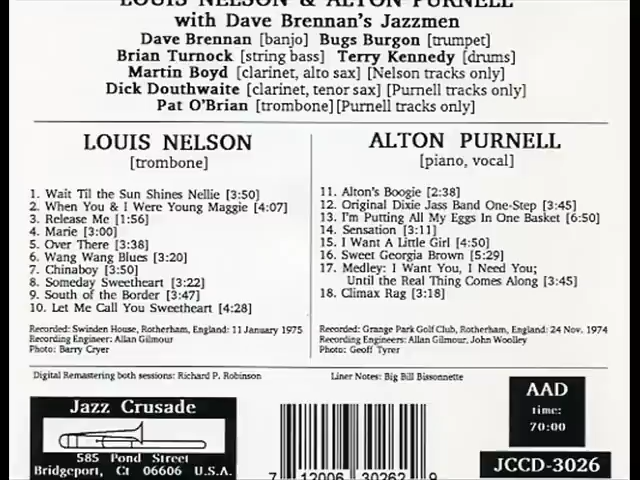 LOUIS NELSON & ALTON PURNELL
with Dave Brennan's Jazzmen
Dave Brennan [banjo] Bugs Burgon [trumpet]
Brian Turnock [string bass] Terry Kennedy [drums]
Martin Boyd [clarinet, alto sax] [Nelson tracks only]
Dick Douthwaite [clarinet, tenor sax] [Purnell tracks only]
Pat O'Brian [trombone][Purnell tracks only]
LOUIS NELSON
[trombone]
1. Wait Til the Sun Shines Nellie [3:50]
2. When You & I Were Young Maggie [4:07]
3. Release Me [1:56]
4. Marie [3:00]
5. Over There [3:38]
6. Wang Wang Blues [3:20]
7. Chinaboy [3:50]
8. Someday Sweetheart [3:22]
9. South of the Border [3:47]
10. Let Me Call You Sweetheart [4:28]
Recorded: Swinden House, Rotherham, England: 11 January 1975
Recording Engineer: Allan Gilmour
Photo: Barry Cryer
ALTON PURNELL
[piano, vocal]
11. Alton's Boogie [2:38]
12. Original Dixie Jass Band One-Step [3:45]
13. I'm Putting All My Eggs In One Basket [6:50]
14. Sensation [3:11]
15. I Want A Little Girl [4:50]
16. Sweet Georgia Brown [5:29]
17. Medley: I Want You, I Need You;
Until the Real Thing Comes Along [3:45]
18. Climax Rag [3:18]
Recorded: Grange Park Golf Club, Rotherham, England: 24 Nov. 1974
Recording Engineers: Allan Gilmour, John Woolley
Photo: Geoff Tyrer
Digital Remastering both sessions: Richard P. Robinson
Liner Notes: Big Bill Bissonnette
Jazz Crusade
585 Pond Street
Bridgeport, Ct 06606 U.S.A.
7 12006 30262 9
AAD
time:
70:00
JCCD-3026